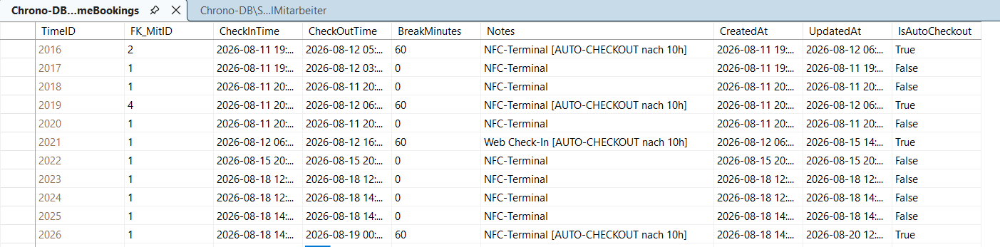 Chrono-DB...meBookings Chrono-DB\S...lMitarbeiter
TimeID FK_MitID CheckInTime CheckOutTime BreakMinutes Notes CreatedAt UpdatedAt IsAutoCheckout
2016 2 2026-08-11 19:... 2026-08-12 05:... 60 NFC-Terminal [AUTO-CHECKOUT nach 10h] 2026-08-11 19:... 2026-08-12 06:... True
2017 1 2026-08-11 19:... 2026-08-12 03:... 0 NFC-Terminal 2026-08-11 19:... 2026-08-11 19:... False
2018 1 2026-08-11 20:... 2026-08-11 20:... 0 NFC-Terminal 2026-08-11 20:... 2026-08-11 20:... False
2019 4 2026-08-11 20:... 2026-08-12 06:... 60 NFC-Terminal [AUTO-CHECKOUT nach 10h] 2026-08-11 20:... 2026-08-12 06:... True
2020 1 2026-08-11 20:... 2026-08-11 20:... 0 NFC-Terminal 2026-08-11 20:... 2026-08-11 20:... False
2021 1 2026-08-12 06:... 2026-08-12 16:... 60 Web Check-In [AUTO-CHECKOUT nach 10h] 2026-08-12 06:... 2026-08-15 14:... True
2022 1 2026-08-15 20:... 2026-08-15 20:... 0 NFC-Terminal 2026-08-15 20:... 2026-08-15 20:... False
2023 1 2026-08-18 12:... 2026-08-18 12:... 0 NFC-Terminal 2026-08-18 12:... 2026-08-18 12:... False
2024 1 2026-08-18 12:... 2026-08-18 14:... 0 NFC-Terminal 2026-08-18 12:... 2026-08-18 14:... False
2025 1 2026-08-18 14:... 2026-08-18 14:... 0 NFC-Terminal 2026-08-18 14:... 2026-08-18 14:... False
2026 1 2026-08-18 14:... 2026-08-19 00:... 60 NFC-Terminal [AUTO-CHECKOUT nach 10h] 2026-08-18 14:... 2026-08-20 12:... True